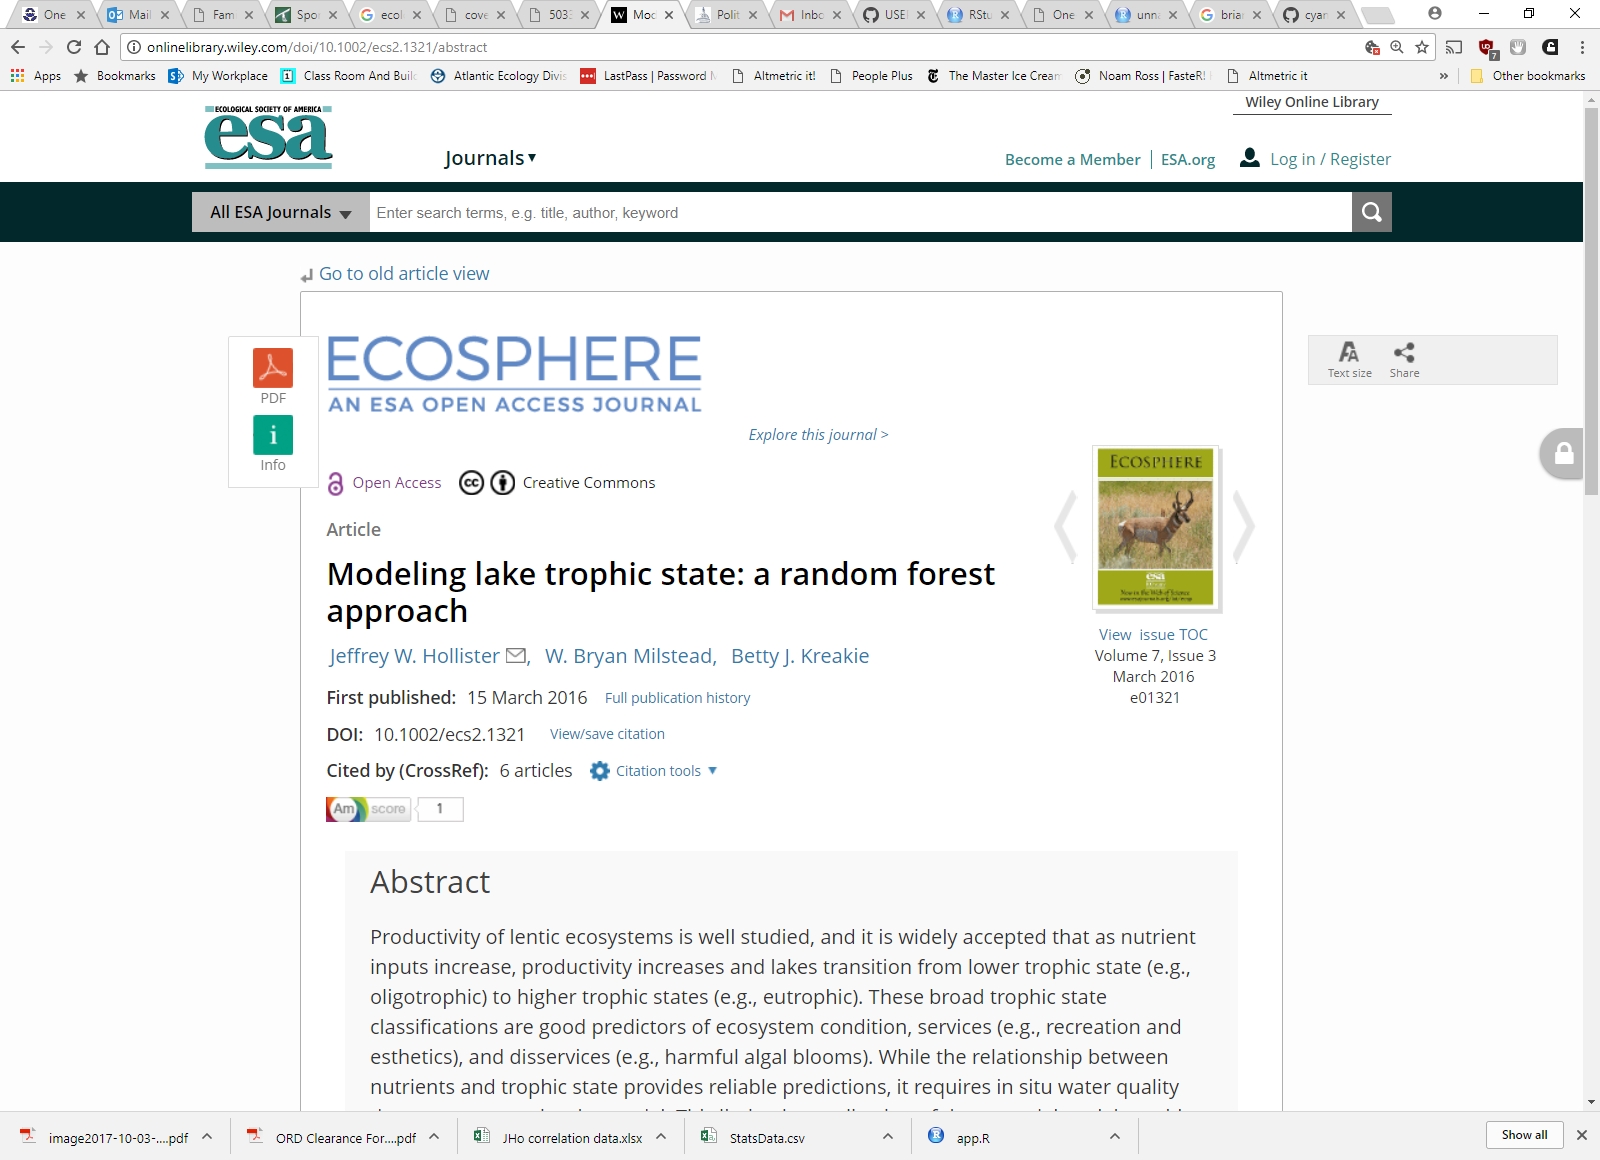 One
Mail
Fam
Spo
ecol
cove
503
Moc
Polit
Inbc
USEI
RStu
One
unna
briar
cyar
onlinelibrary.wiley.com/doi/10.1002/ecs2.1321/abstract
7
Apps
Bookmarks
My Workplace
Class Room And Buil
Atlantic Ecology Divis
LastPass | Password M
Altmetric it!
People Plus
The Master Ice Cream
Noam Ross | FasteR!
Altmetric it
»
Other bookmarks
Wiley Online Library
ECOLOGICAL SOCIETY OF AMERICA
esa
Journals
Become a Member
ESA.org
Log in / Register
All ESA Journals
Enter search terms, e.g. title, author, keyword
Go to old article view
PDF
Info
ECOSPHERE
AN ESA OPEN ACCESS JOURNAL
Text size
Share
Explore this journal >
Open Access
cc
Creative Commons
Article
Modeling lake trophic state: a random forest
approach
Jeffrey W. Hollister, W. Bryan Milstead, Betty J. Kreakie
First published: 15 March 2016 Full publication history
DOI: 10.1002/ecs2.1321 View/save citation
Cited by (CrossRef): 6 articles Citation tools
Am score 1
ECOSPHERE
esa
View issue TOC
Volume 7, Issue 3
March 2016
e01321
Abstract
Productivity of lentic ecosystems is well studied, and it is widely accepted that as nutrient
inputs increase, productivity increases and lakes transition from lower trophic state (e.g.,
oligotrophic) to higher trophic states (e.g., eutrophic). These broad trophic state
classifications are good predictors of ecosystem condition, services (e.g., recreation and
esthetics), and disservices (e.g., harmful algal blooms). While the relationship between
nutrients and trophic state provides reliable predictions, it requires in situ water quality
image2017-10-03-....pdf
ORD Clearance For....pdf
JHo correlation data.xlsx
StatsData.csv
app.R
Show all